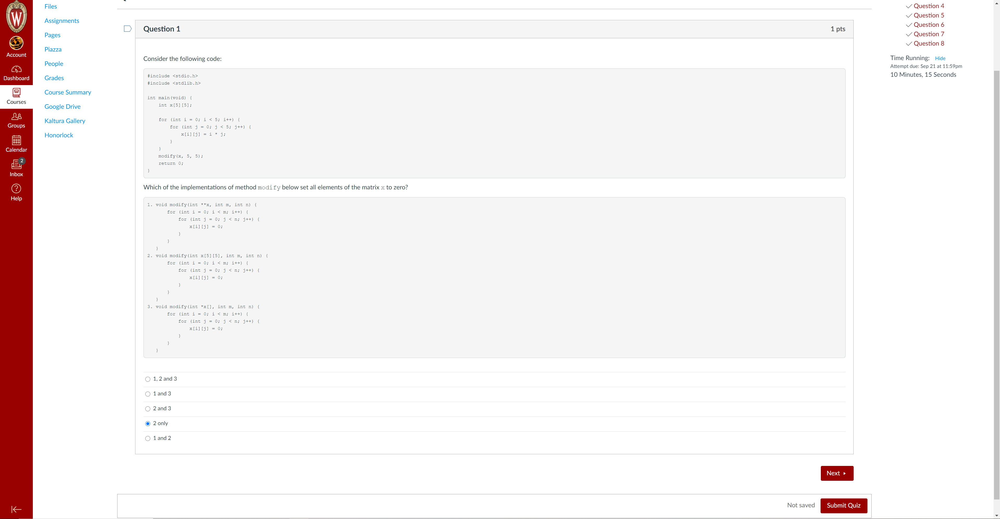 W
Account
Dashboard
Courses
Groups
Calendar
2
Inbox
?
Help
Files
Assignments
Pages
Piazza
People
Grades
Course Summary
Google Drive
Kaltura Gallery
Honorlock
Question 1
1 pts
Consider the following code:
#include <stdio.h>
#include <stdlib.h>
int main(void) {
    int x[5][5];
    for (int i = 0; i < 5; i++) {
        for (int j = 0; j < 5; j++) {
            x[i][j] = i * j;
        }
    }
    modify(x, 5, 5);
    return 0;
}
Which of the implementations of method modify below set all elements of the matrix x to zero?
1. void modify(int **x, int m, int n) {
       for (int i = 0; i < m; i++) {
           for (int j = 0; j < n; j++) {
               x[i][j] = 0;
           }
       }
   }
2. void modify(int x[5][5], int m, int n) {
       for (int i = 0; i < m; i++) {
           for (int j = 0; j < n; j++) {
               x[i][j] = 0;
           }
       }
   }
3. void modify(int *x[], int m, int n) {
       for (int i = 0; i < m; i++) {
           for (int j = 0; j < n; j++) {
               x[i][j] = 0;
           }
       }
   }
1, 2 and 3
1 and 3
2 and 3
2 only
1 and 2
Next
Not saved
Submit Quiz
Question 4
Question 5
Question 6
Question 7
Question 8
Time Running: Hide
Attempt due: Sep 21 at 11:59pm
10 Minutes, 15 Seconds